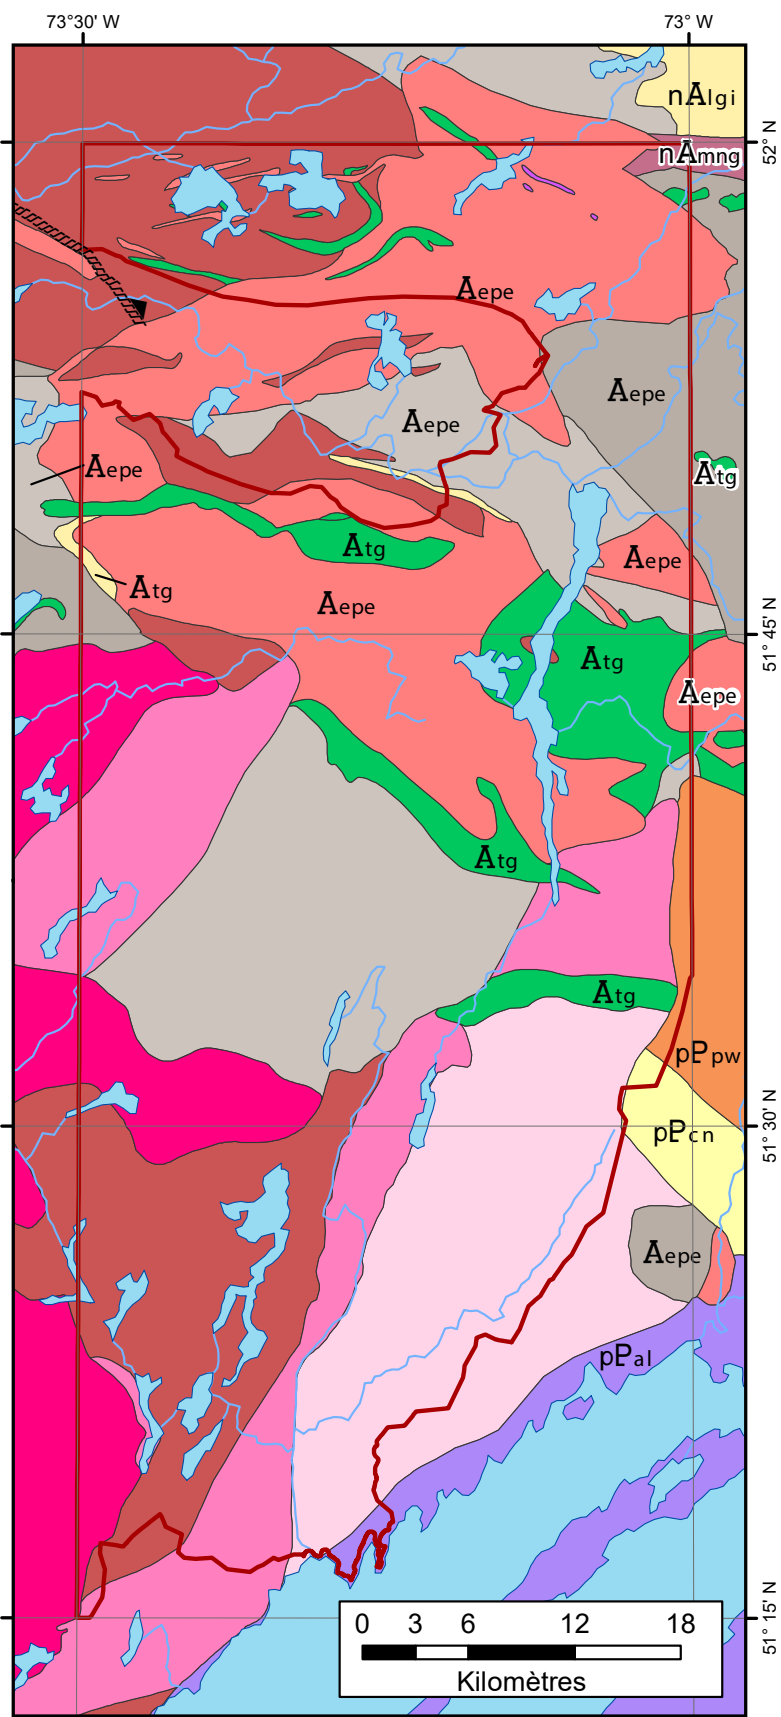 73°30' W 73° W
nAlgi
52° N
nAmng
Aepe
Aepe
Aepe
Aepe
Atg
Atg
Aepe
Atg
Aepe
51° 45' N
Atg
Aepe
Atg
Atg
pPpw
51° 30' N
pPcn
Aepe
pPal
51° 15' N
0 3 6 12 18
Kilomètres